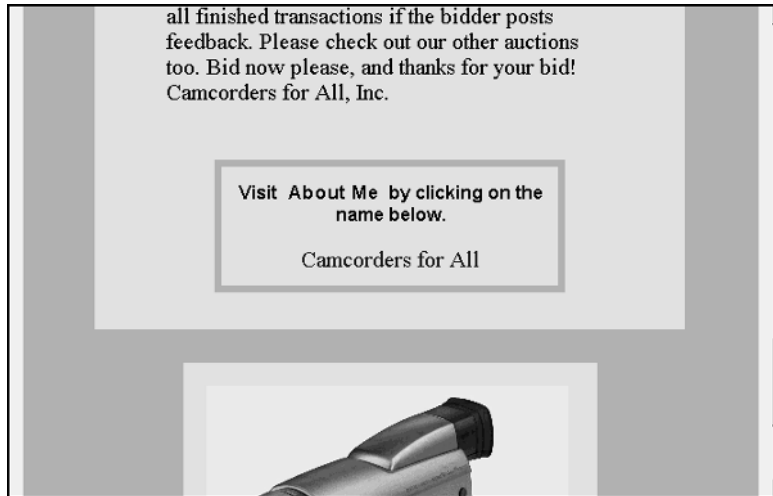 all finished transactions if the bidder posts
feedback. Please check out our other auctions
too. Bid now please, and thanks for your bid!
Camcorders for All, Inc.
Visit About Me by clicking on the
name below.
Camcorders for All